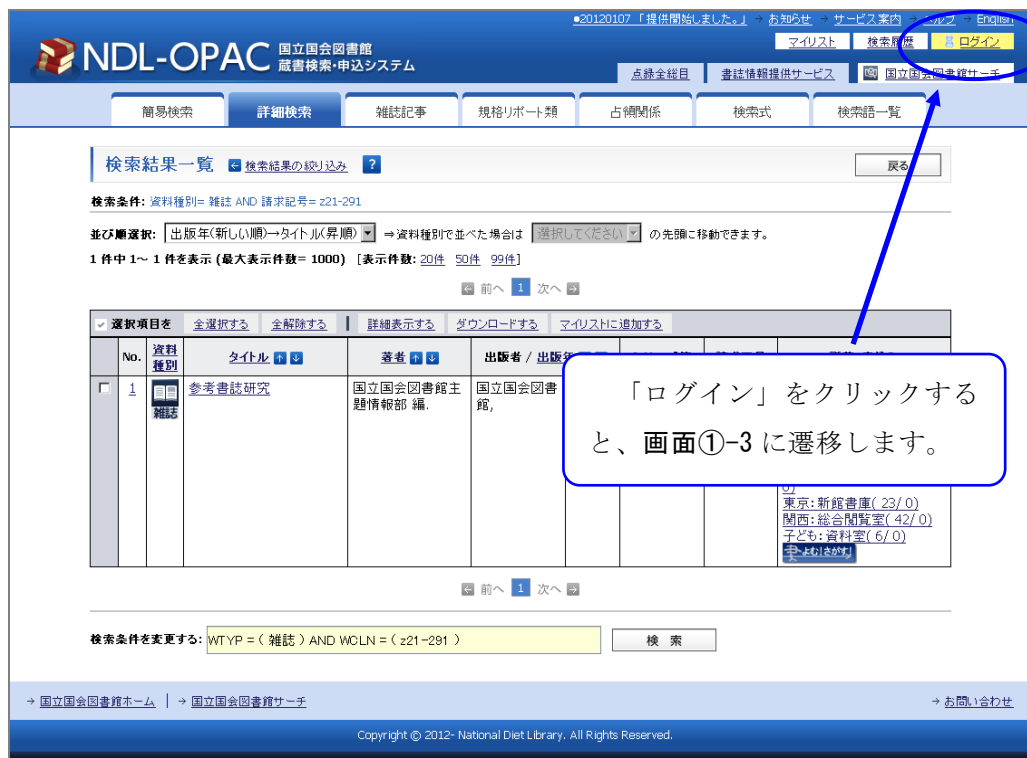 ●20120107 「提供開始しました。」 → お知らせ → サービス案内 → ヘルプ → English
NDL-OPAC 国立国会図書館
蔵書検索・申込システム
マイリスト 検索履歴 ログイン
点線全総目 書誌情報提供サービス 国立国会図書館サーチ
簡易検索 詳細検索 雑誌記事 規格リポート類 占領関係 検索式 検索語一覧
検索結果一覧 検索結果の絞り込み ? 戻る
検索条件: 資料種別= 雑誌 AND 請求記号= z21-291
並び順選択: 出版年(新しい順)→タイトル(昇順) ⇒資料種別で並べた場合は 選択してください の先頭に移動できます。
1 件中 1~ 1 件を表示 (最大表示件数= 1000) [表示件数: 20件 50件 99件]
前へ 1 次へ
選択項目を 全選択する 全解除する | 詳細表示する ダウンロードする マイリストに追加する
No. 資料種別 タイトル 著者 出版者 / 出版年
1 雑誌 参考書誌研究 国立国会図書館主題情報部 編. 国立国会図書館,
「ログイン」をクリックする
と、画面①-3 に遷移します。
0)
東京:新館書庫( 23/ 0)
関西:総合閲覧室( 42/ 0)
子ども:資料室( 6/ 0)
よむ!さがす!
前へ 1 次へ
検索条件を変更する: WTYP = ( 雑誌 ) AND WCLN = ( z21-291 ) 検 索
→ 国立国会図書館ホーム | → 国立国会図書館サーチ → お問い合わせ
Copyright © 2012- National Diet Library. All Rights Reserved.